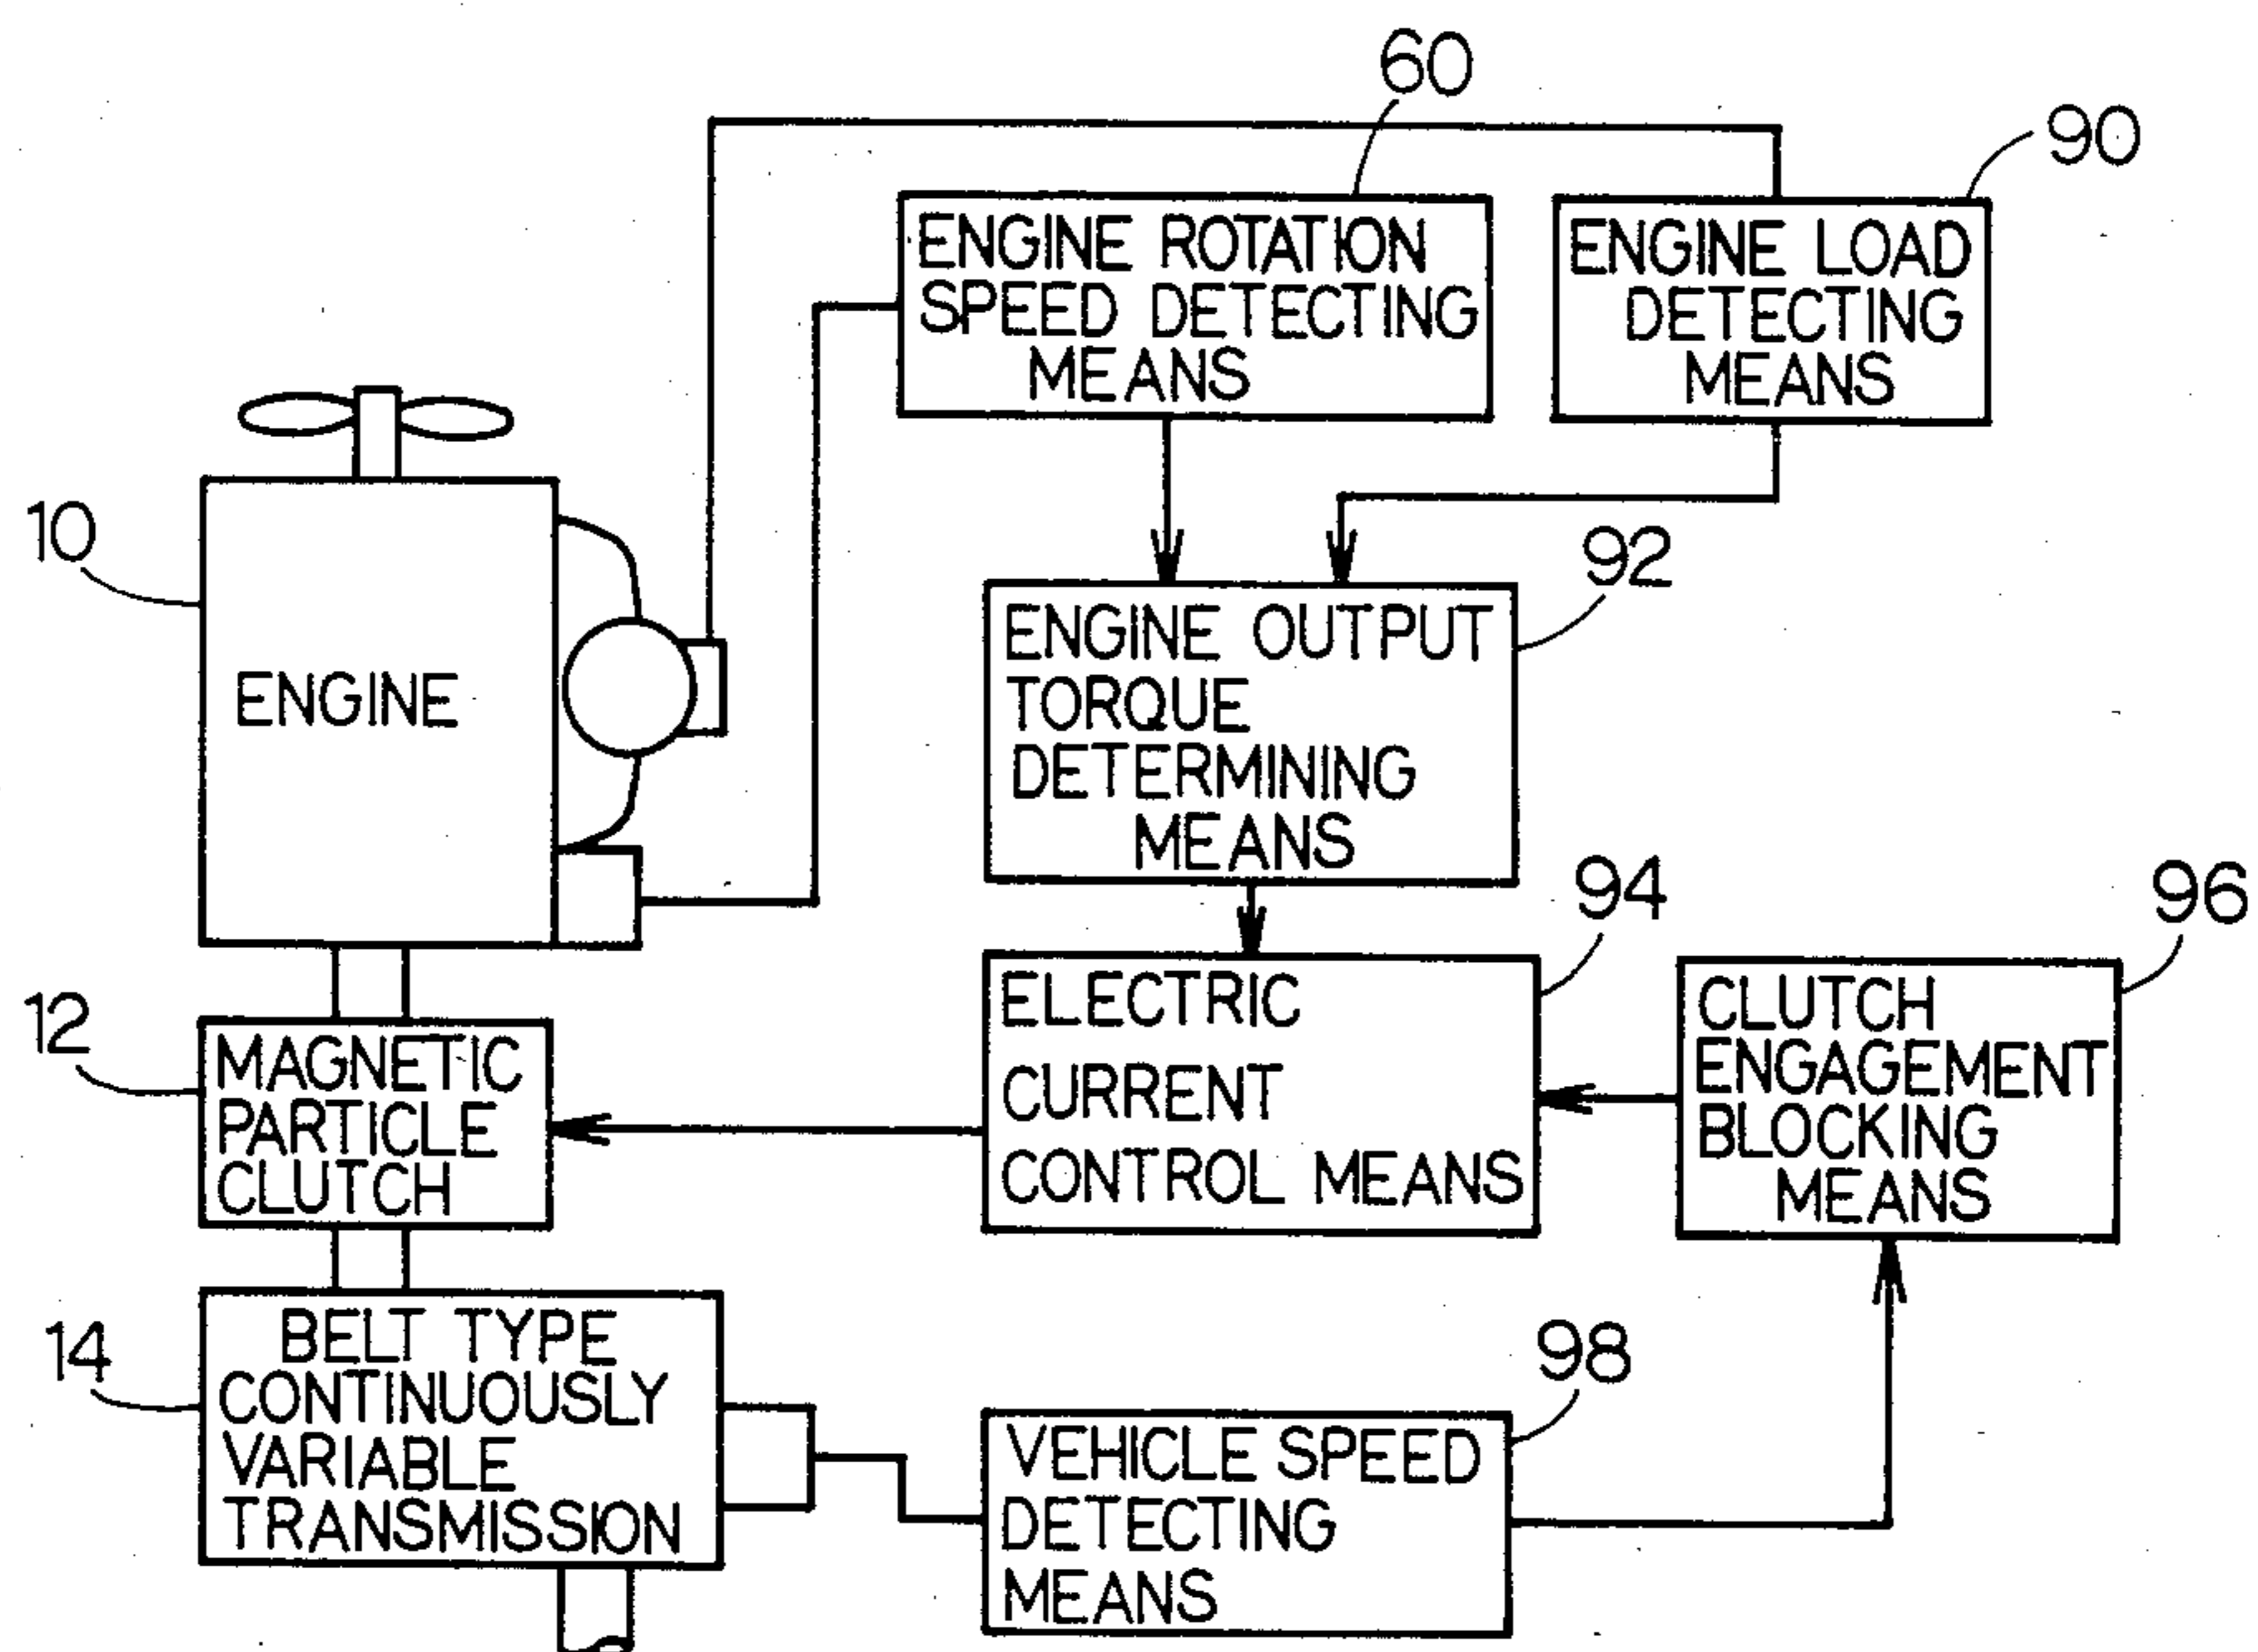 60
90
ENGINE ROTATION
SPEED DETECTING
MEANS
ENGINE LOAD
DETECTING
MEANS
10
ENGINE
92
ENGINE OUTPUT
TORQUE
DETERMINING
MEANS
94
96
12
MAGNETIC
PARTICLE
CLUTCH
ELECTRIC
CURRENT
CONTROL MEANS
CLUTCH
ENGAGEMENT
BLOCKING
MEANS
14
BELT TYPE
CONTINUOUSLY
VARIABLE
TRANSMISSION
98
VEHICLE SPEED
DETECTING
MEANS